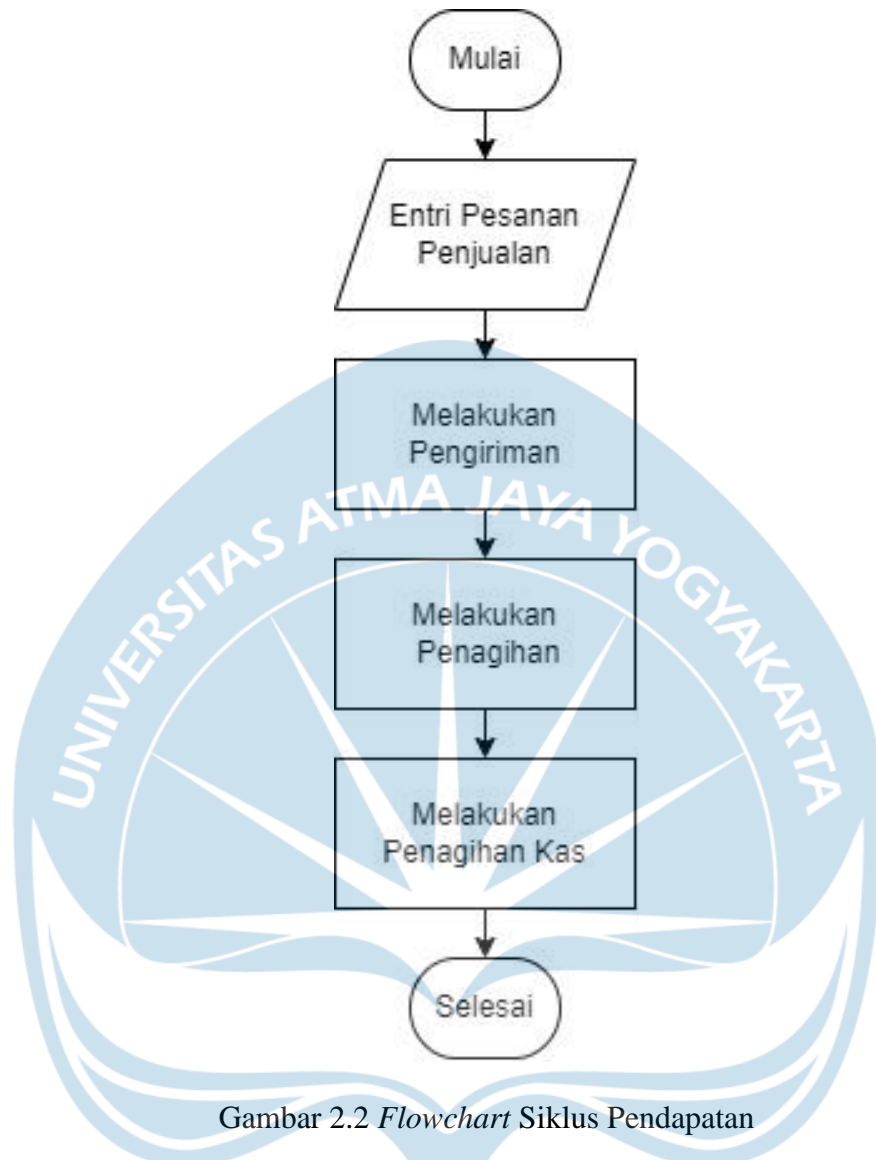 Mulai
Entri Pesanan
Penjualan
Melakukan
Pengiriman
UNIVERSITAS ATMA JAYA YOGYAKARTA
Melakukan
Penagihan
Melakukan
Penagihan Kas
Selesai
Gambar 2.2 Flowchart Siklus Pendapatan